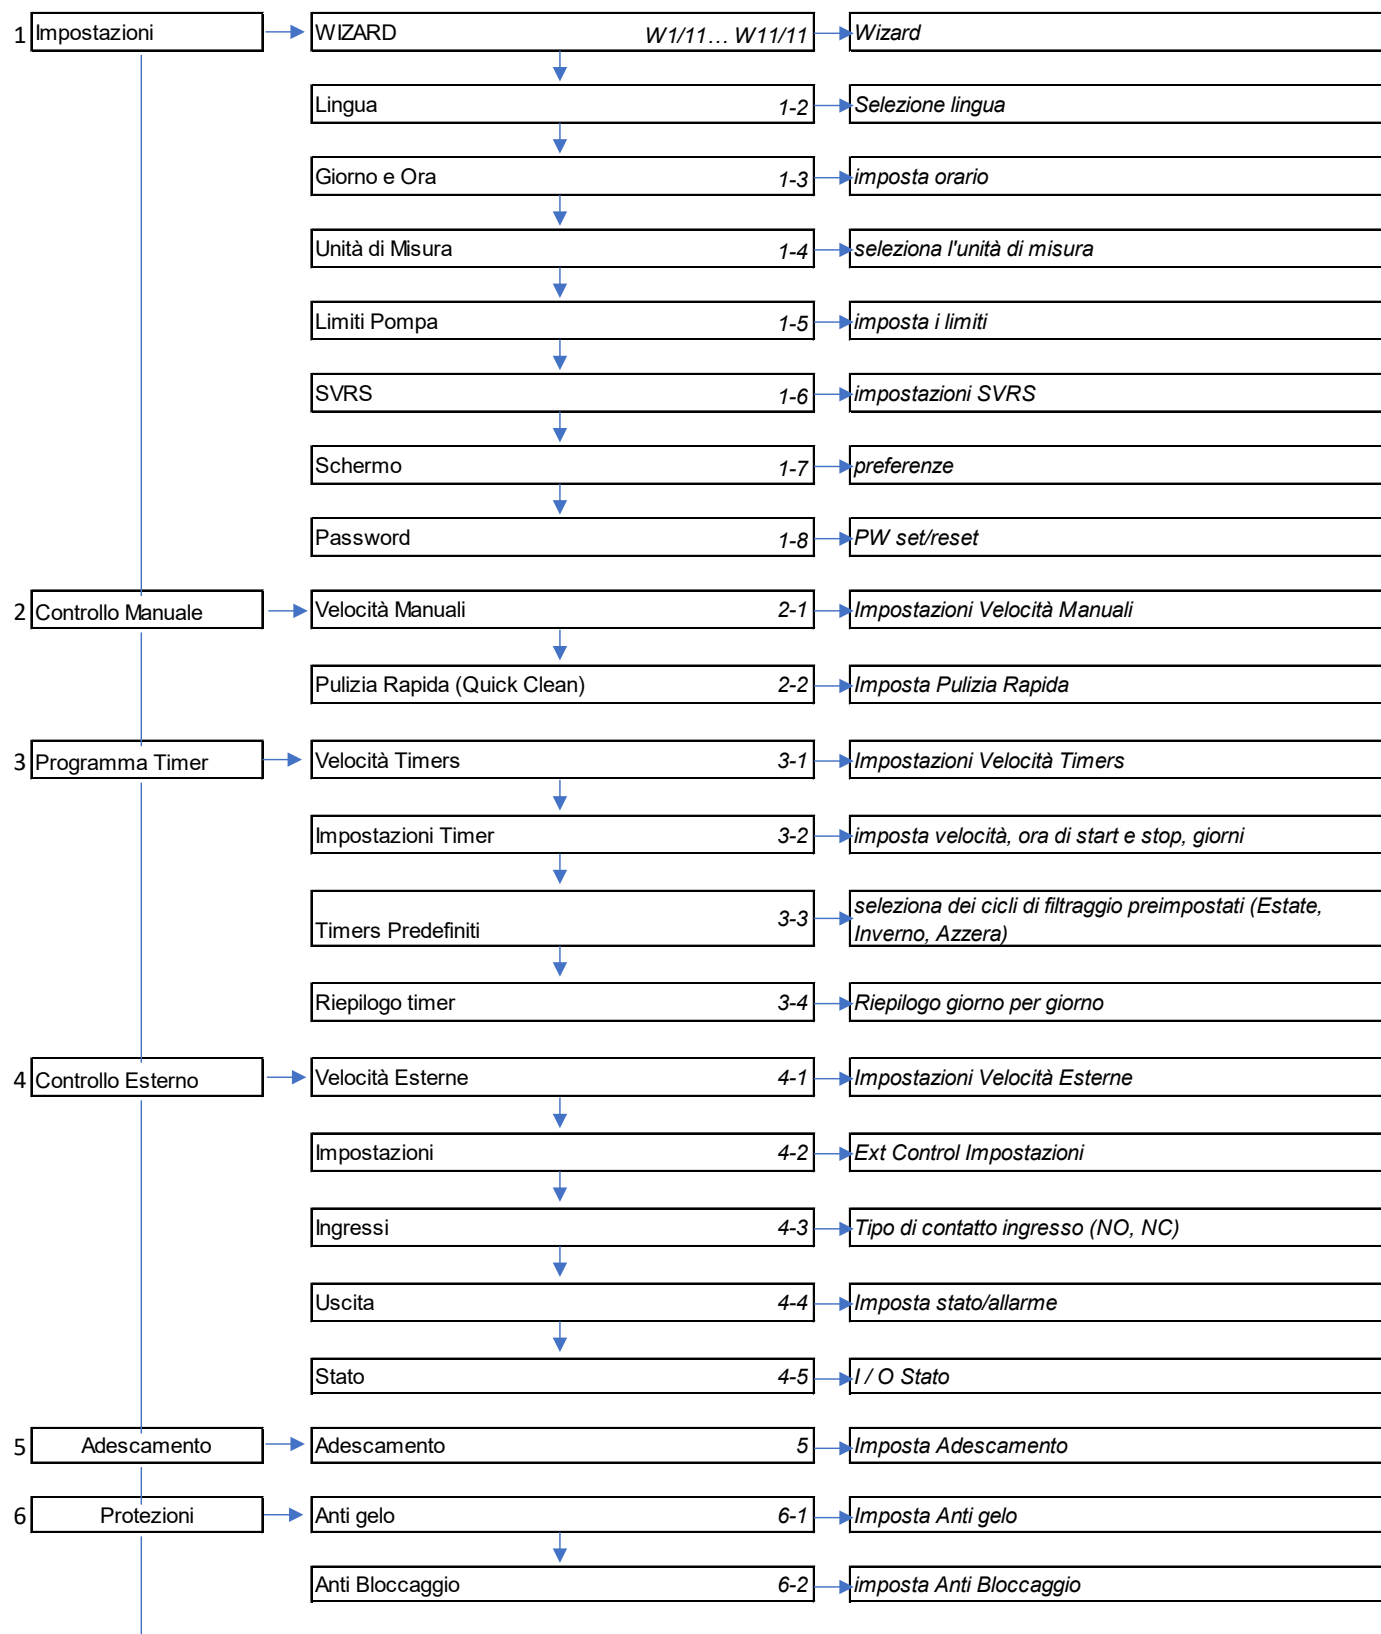 1 Impostazioni WIZARD W1/11… W11/11 Wizard
Lingua 1-2 Selezione lingua
Giorno e Ora 1-3 imposta orario
Unità di Misura 1-4 seleziona l'unità di misura
Limiti Pompa 1-5 imposta i limiti
SVRS 1-6 impostazioni SVRS
Schermo 1-7 preferenze
Password 1-8 PW set/reset
2 Controllo Manuale Velocità Manuali 2-1 Impostazioni Velocità Manuali
Pulizia Rapida (Quick Clean) 2-2 Imposta Pulizia Rapida
3 Programma Timer Velocità Timers 3-1 Impostazioni Velocità Timers
Impostazioni Timer 3-2 imposta velocità, ora di start e stop, giorni
Timers Predefiniti 3-3 seleziona dei cicli di filtraggio preimpostati (Estate,
Inverno, Azzera)
Riepilogo timer 3-4 Riepilogo giorno per giorno
4 Controllo Esterno Velocità Esterne 4-1 Impostazioni Velocità Esterne
Impostazioni 4-2 Ext Control Impostazioni
Ingressi 4-3 Tipo di contatto ingresso (NO, NC)
Uscita 4-4 Imposta stato/allarme
Stato 4-5 I / O Stato
5 Adescamento Adescamento 5 Imposta Adescamento
6 Protezioni Anti gelo 6-1 Imposta Anti gelo
Anti Bloccaggio 6-2 imposta Anti Bloccaggio